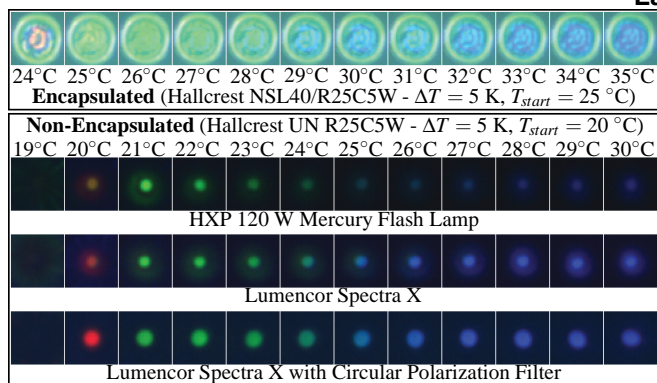 24°C 25°C 26°C 27°C 28°C 29°C 30°C 31°C 32°C 33°C 34°C 35°C
Encapsulated (Hallcrest NSL40/R25C5W - ΔT = 5 K, T_start = 25 °C)
Non-Encapsulated (Hallcrest UN R25C5W - ΔT = 5 K, T_start = 20 °C)
19°C 20°C 21°C 22°C 23°C 24°C 25°C 26°C 27°C 28°C 29°C 30°C
HXP 120 W Mercury Flash Lamp
Lumencor Spectra X
Lumencor Spectra X with Circular Polarization Filter